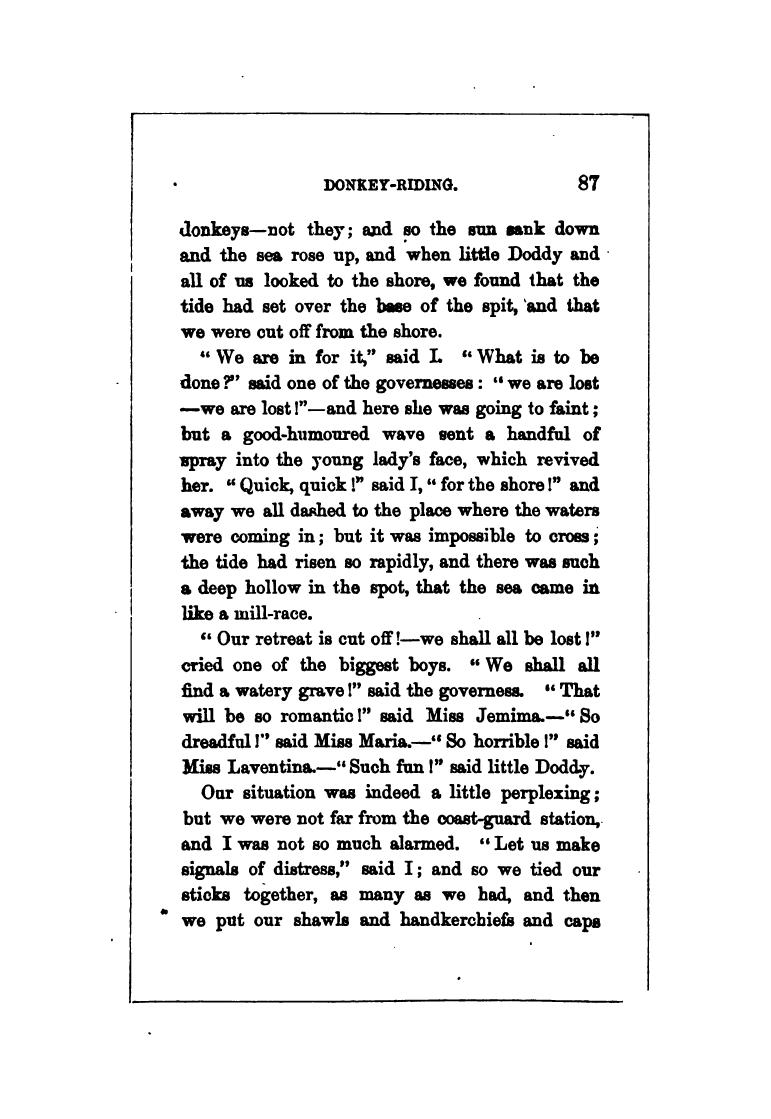 DONKEY-RIDING. 87
donkeys—not they; and so the sun sank down
and the sea rose up, and when little Doddy and
all of us looked to the shore, we found that the
tide had set over the base of the spit, and that
we were cut off from the shore.
“ We are in for it,” said I. “ What is to be
done ?” said one of the governesses : “ we are lost
—we are lost !”—and here she was going to faint ;
but a good-humoured wave sent a handful of
spray into the young lady’s face, which revived
her. “ Quick, quick !” said I, “ for the shore !” and
away we all dashed to the place where the waters
were coming in ; but it was impossible to cross ;
the tide had risen so rapidly, and there was such
a deep hollow in the spot, that the sea came in
like a mill-race.
“ Our retreat is cut off !—we shall all be lost !”
cried one of the biggest boys. “ We shall all
find a watery grave !” said the governess. “ That
will be so romantic !” said Miss Jemima.—“ So
dreadful !” said Miss Maria.—“ So horrible !” said
Miss Laventina.—“ Such fun !” said little Doddy.
Our situation was indeed a little perplexing ;
but we were not far from the coast-guard station,
and I was not so much alarmed. “ Let us make
signals of distress,” said I ; and so we tied our
sticks together, as many as we had, and then
we put our shawls and handkerchiefs and caps